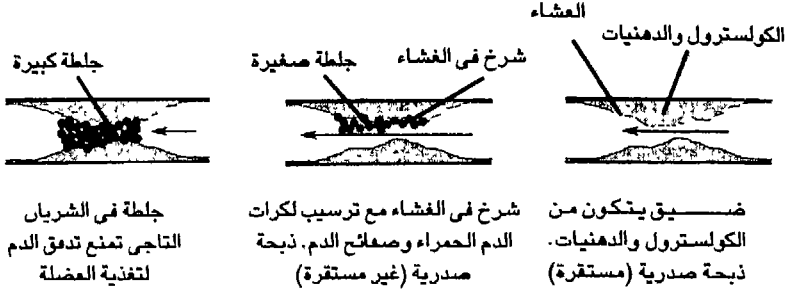 الغشاء
الكولسترول والدهنيات
شرخ فى الغشاء
جلطة صغيرة
جلطة كبيرة
ضـــــيق يتكون من
الكولسترول والدهنيات.
ذبحة صدرية (مستقرة)
شرخ فى الغشاء مع ترسيب لكرات
الدم الحمراء وصفائح الدم. ذبحة
صدرية (غير مستقرة)
جلطة فى الشريان
التاجى تمنع تدفق الدم
لتغذية العضلة